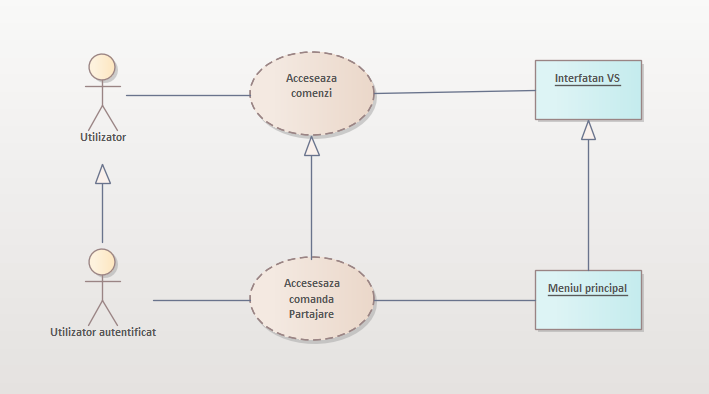 Acceseaza
comenzi
Interfatan VS
Utilizator
Accesesaza
comanda
Partajare
Meniul principal
Utilizator autentificat